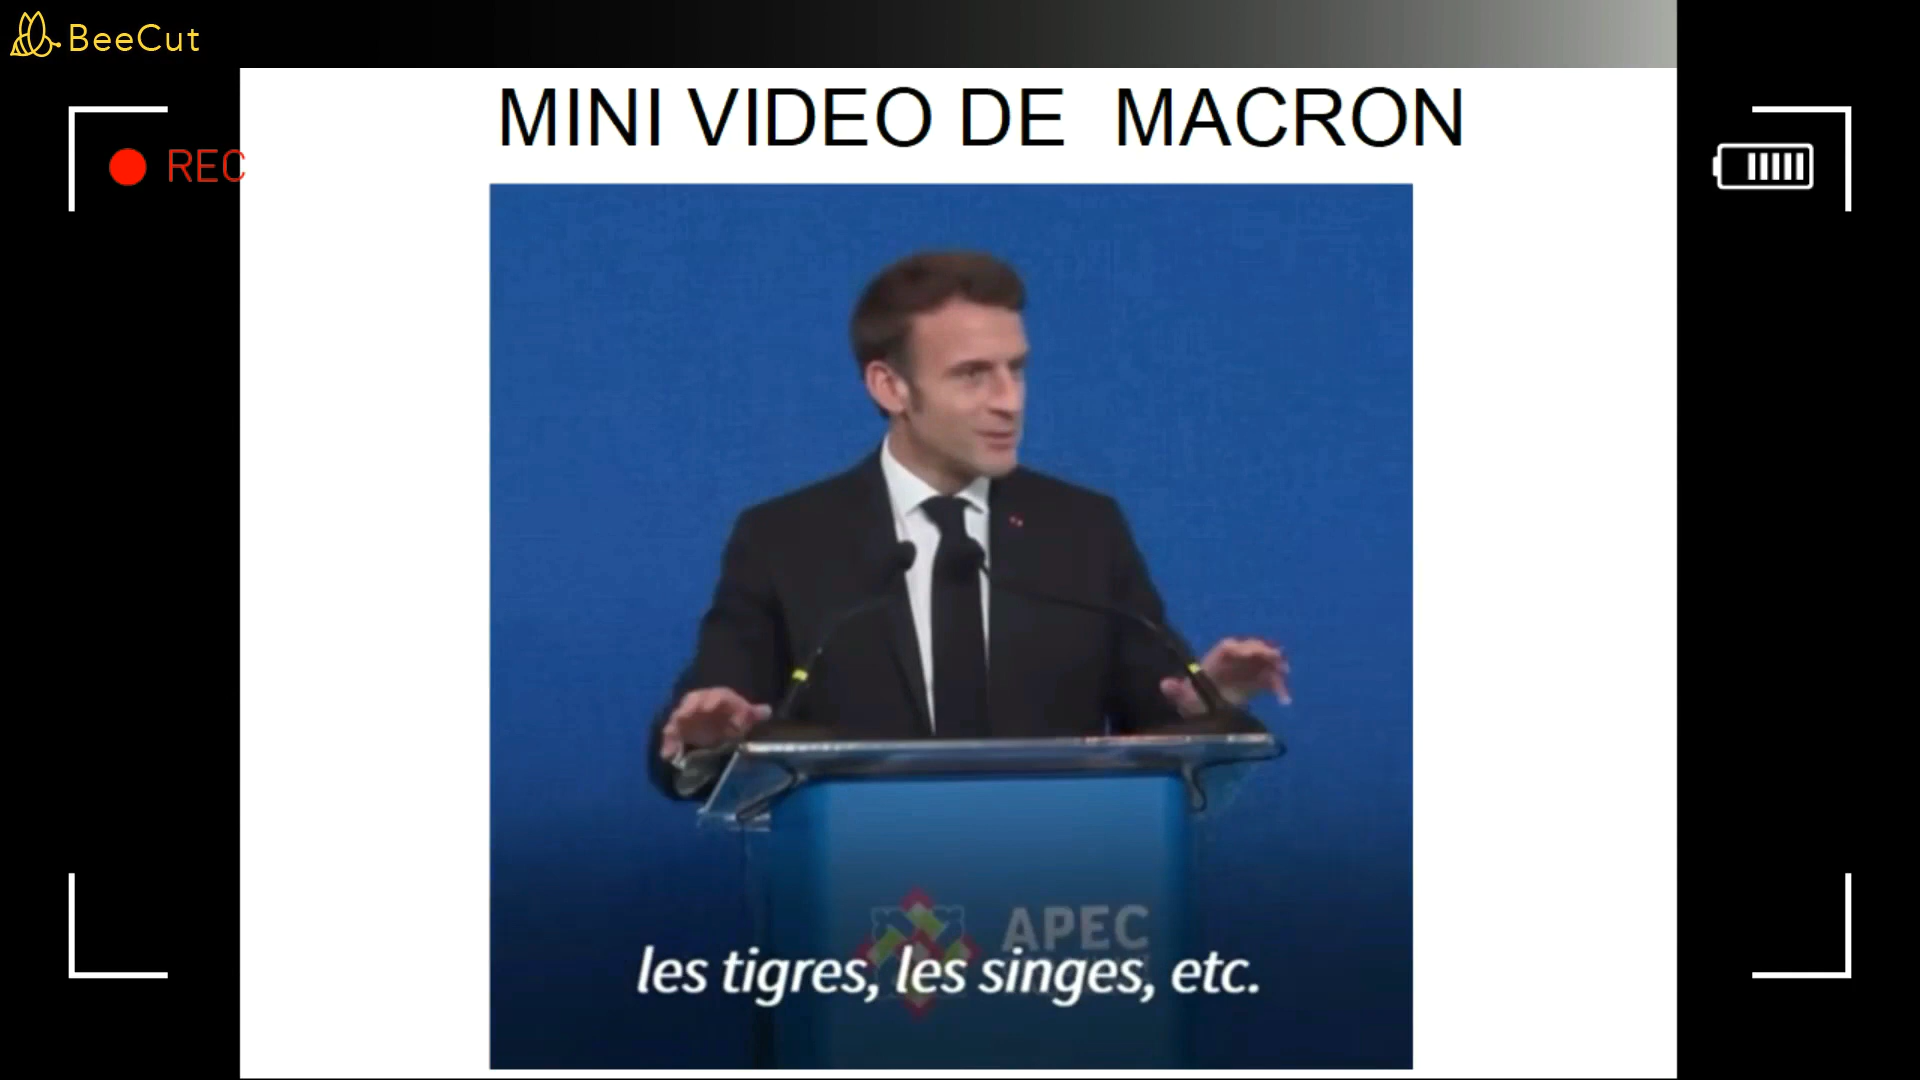 BeeCut
MINI VIDEO DE MACRON
REC
APEC
les tigres, les singes, etc.